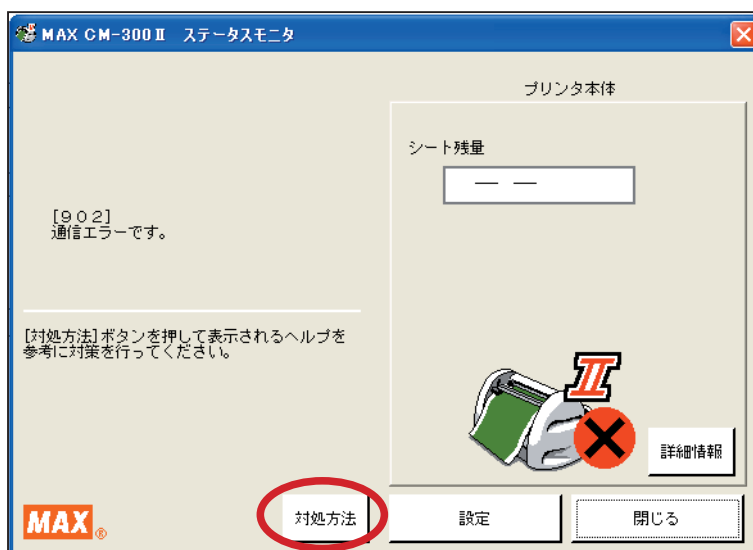 MAX CM-300Ⅱ ステータスモニタ
プリンタ本体
シート残量
— —
[902]
通信エラーです。
[対処方法]ボタンを押して表示されるヘルプを
参考に対策を行ってください。
Ⅱ
詳細情報
MAX®
対処方法
設定
閉じる